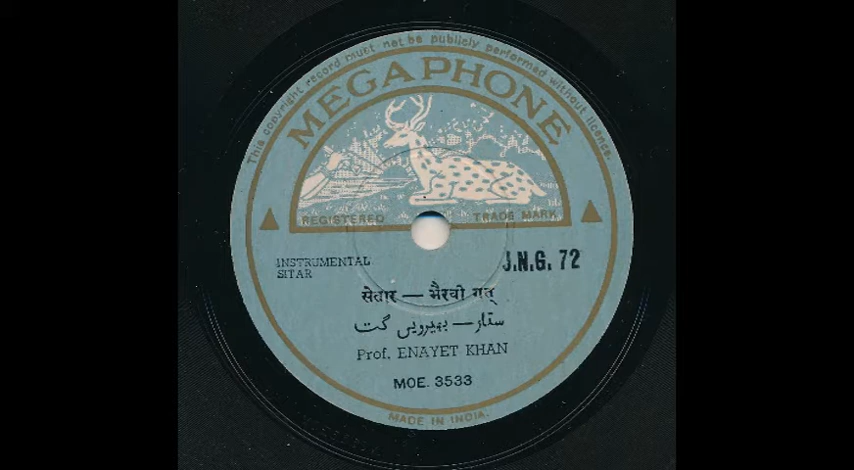 This copyright record must not be publicly performed without licence.
MEGAPHONE
REGISTERED TRADE MARK
INSTRUMENTAL
SITAR
J.N.G. 72
सेतार — भैरवी गत्
ستار — بھیرویی گت
Prof. ENAYET KHAN
MOE. 3533
MADE IN INDIA.